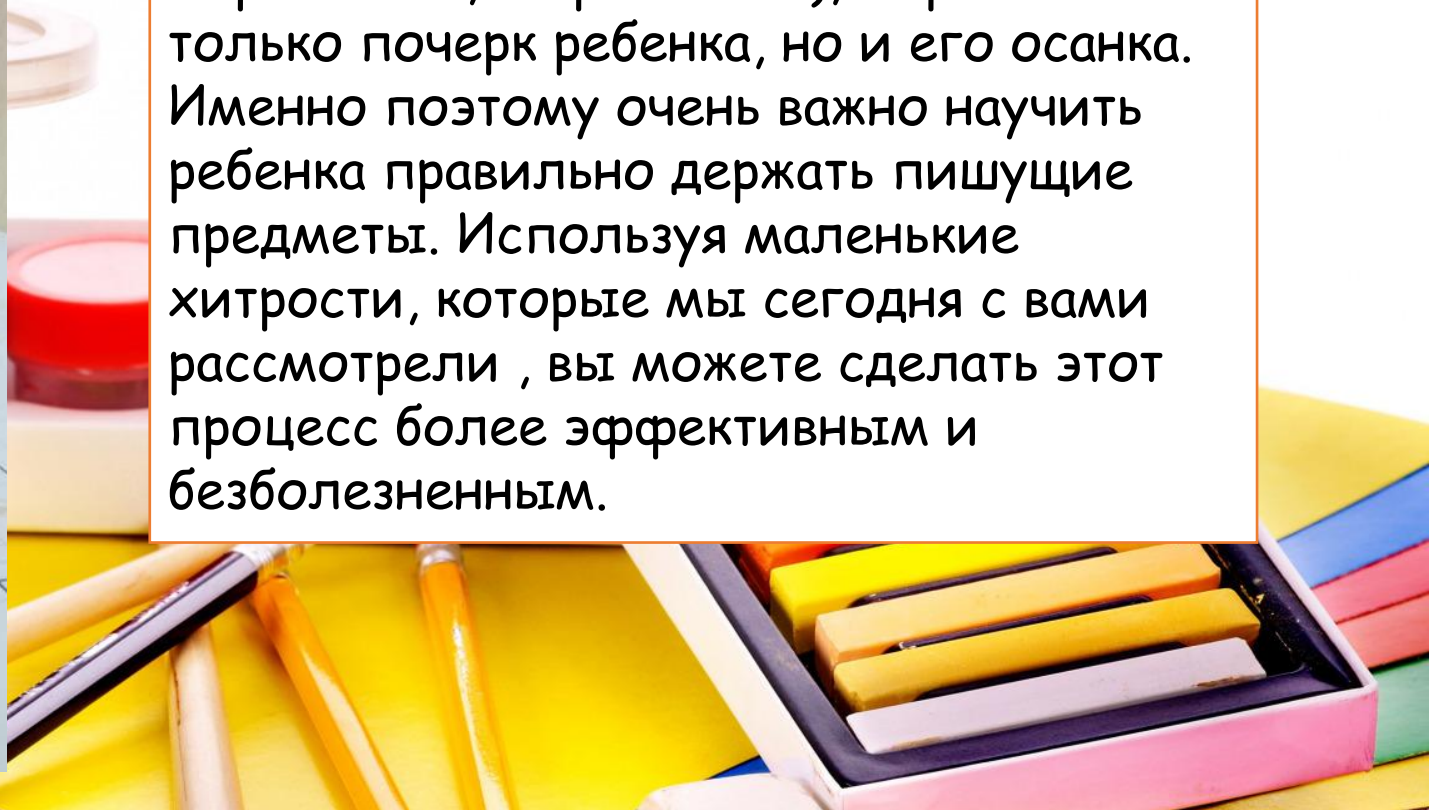 только почерк ребенка, но и его осанка.
Именно поэтому очень важно научить
ребенка правильно держать пишущие
предметы. Используя маленькие
хитрости, которые мы сегодня с вами
рассмотрели , вы можете сделать этот
процесс более эффективным и
безболезненным.